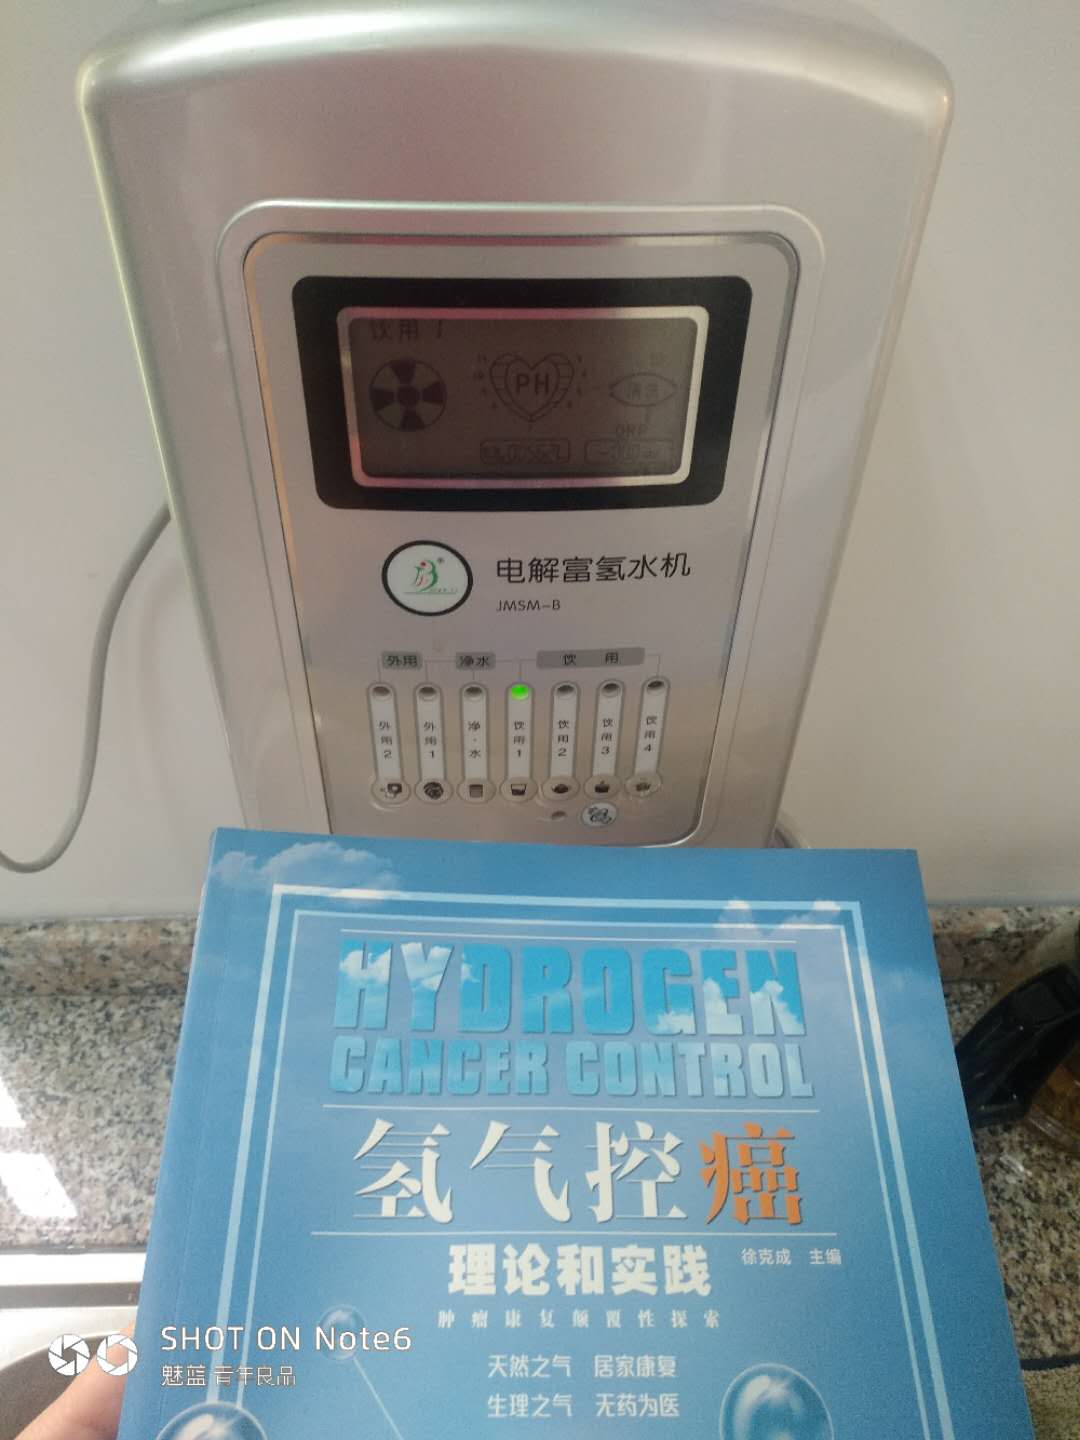 饮用 1
PH
ORP
电解富氢水机
JMSM-B
外用 净水 饮 用
外用2 外用1 净·水 饮用1 饮用2 饮用3 饮用4
HYDROGEN
CANCER CONTROL
氢气控癌
理论和实践 徐克成 主编
肿瘤康复颠覆性探索
天然之气 居家康复
生理之气 无药为医
SHOT ON Note6
魅蓝 青年良品